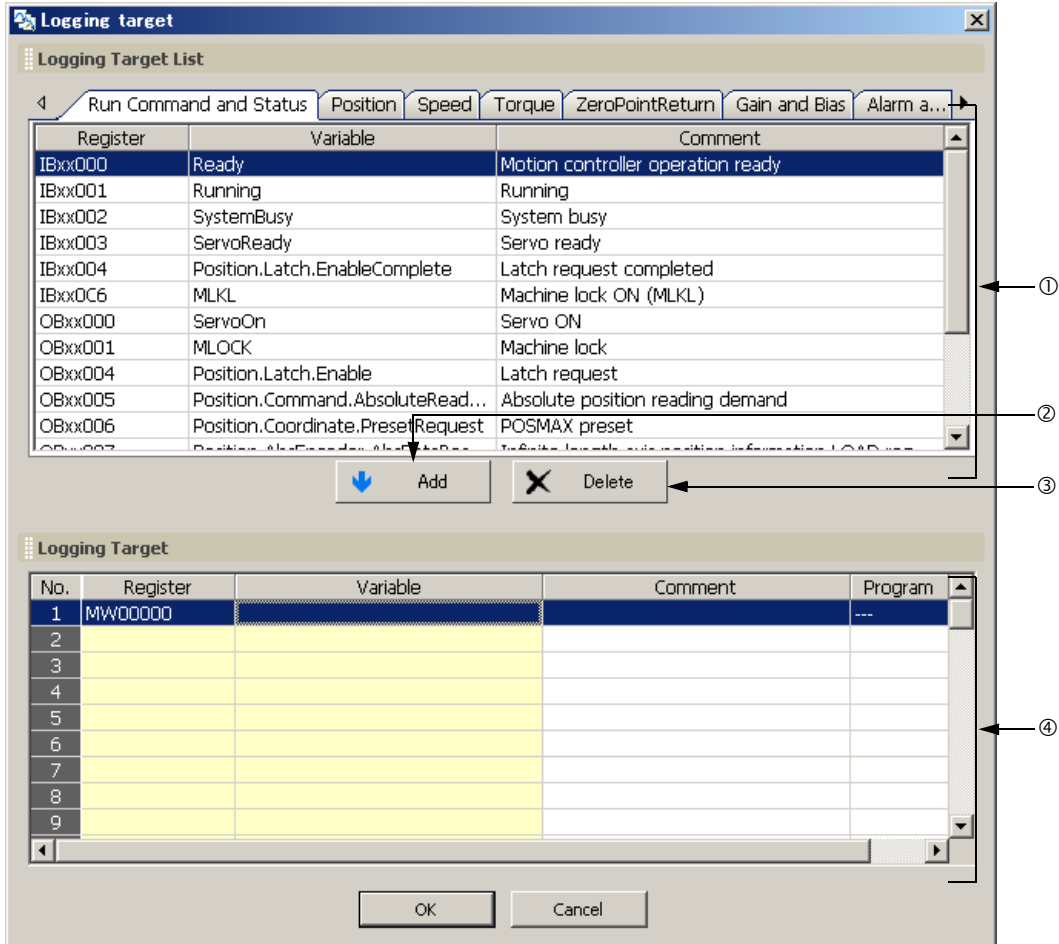 Logging target
Logging Target List
Run Command and Status Position Speed Torque ZeroPointReturn Gain and Bias Alarm a...
Register Variable Comment
IBxx000 Ready Motion controller operation ready
IBxx001 Running Running
IBxx002 SystemBusy System busy
IBxx003 ServoReady Servo ready
IBxx004 Position.Latch.EnableComplete Latch request completed
IBxx0C6 MLKL Machine lock ON (MLKL)
①
OBxx000 ServoOn Servo ON
OBxx001 MLOCK Machine lock
OBxx004 Position.Latch.Enable Latch request
OBxx005 Position.Command.AbsoluteRead... Absolute position reading demand
②
OBxx006 Position.Coordinate.PresetRequest POSMAX preset
Add Delete
③
Logging Target
No. Register Variable Comment Program
1 MW00000 ---
2
3
4
5
④
6
7
8
9
OK Cancel